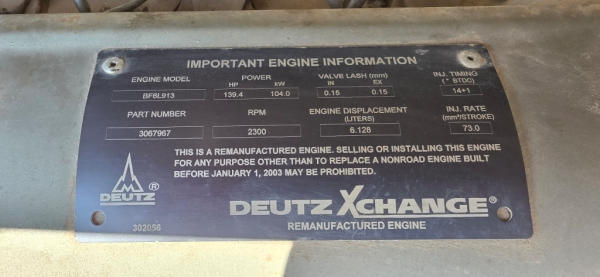 IMPORTANT ENGINE INFORMATION
ENGINE MODEL POWER VALVE LASH (mm) INJ. TIMING
HP kW IN EX (° BTDC)
BF6L913 139.4 104.0 0.15 0.15 14+1
PART NUMBER RPM ENGINE DISPLACEMENT INJ. RATE
(LITERS) (mm³/STROKE)
3067967 2300 6.128 73.0
THIS IS A REMANUFACTURED ENGINE. SELLING OR INSTALLING THIS ENGINE
FOR ANY PURPOSE OTHER THAN TO REPLACE A NONROAD ENGINE BUILT
BEFORE JANUARY 1, 2003 MAY BE PROHIBITED.
DEUTZ ®
DEUTZ XCHANGE®
302056 REMANUFACTURED ENGINE